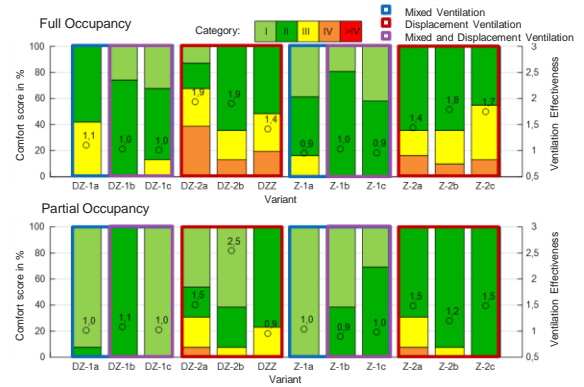 Full Occupancy
Category: I II III IV >IV
Mixed Ventilation
Displacement Ventilation
Mixed and Displacement Ventilation
Comfort score in %
100
80
60
40
20
0
1,1 1,0 1,0 1,9 1,9 1,4 0,9 1,0 0,9 1,4 1,8 1,7
3
2,5
2
1,5
1
0,5
Ventilation Effectiveness
DZ-1a DZ-1b DZ-1c DZ-2a DZ-2b DZZ Z-1a Z-1b Z-1c Z-2a Z-2b Z-2c
Variant
Partial Occupancy
Comfort score in %
100
80
60
40
20
0
1,0 1,1 1,0 1,5 2,5 0,9 1,0 0,9 1,0 1,5 1,2 1,5
3
2,5
2
1,5
1
0,5
Ventilation Effectiveness
DZ-1a DZ-1b DZ-1c DZ-2a DZ-2b DZZ Z-1a Z-1b Z-1c Z-2a Z-2b Z-2c
Variant